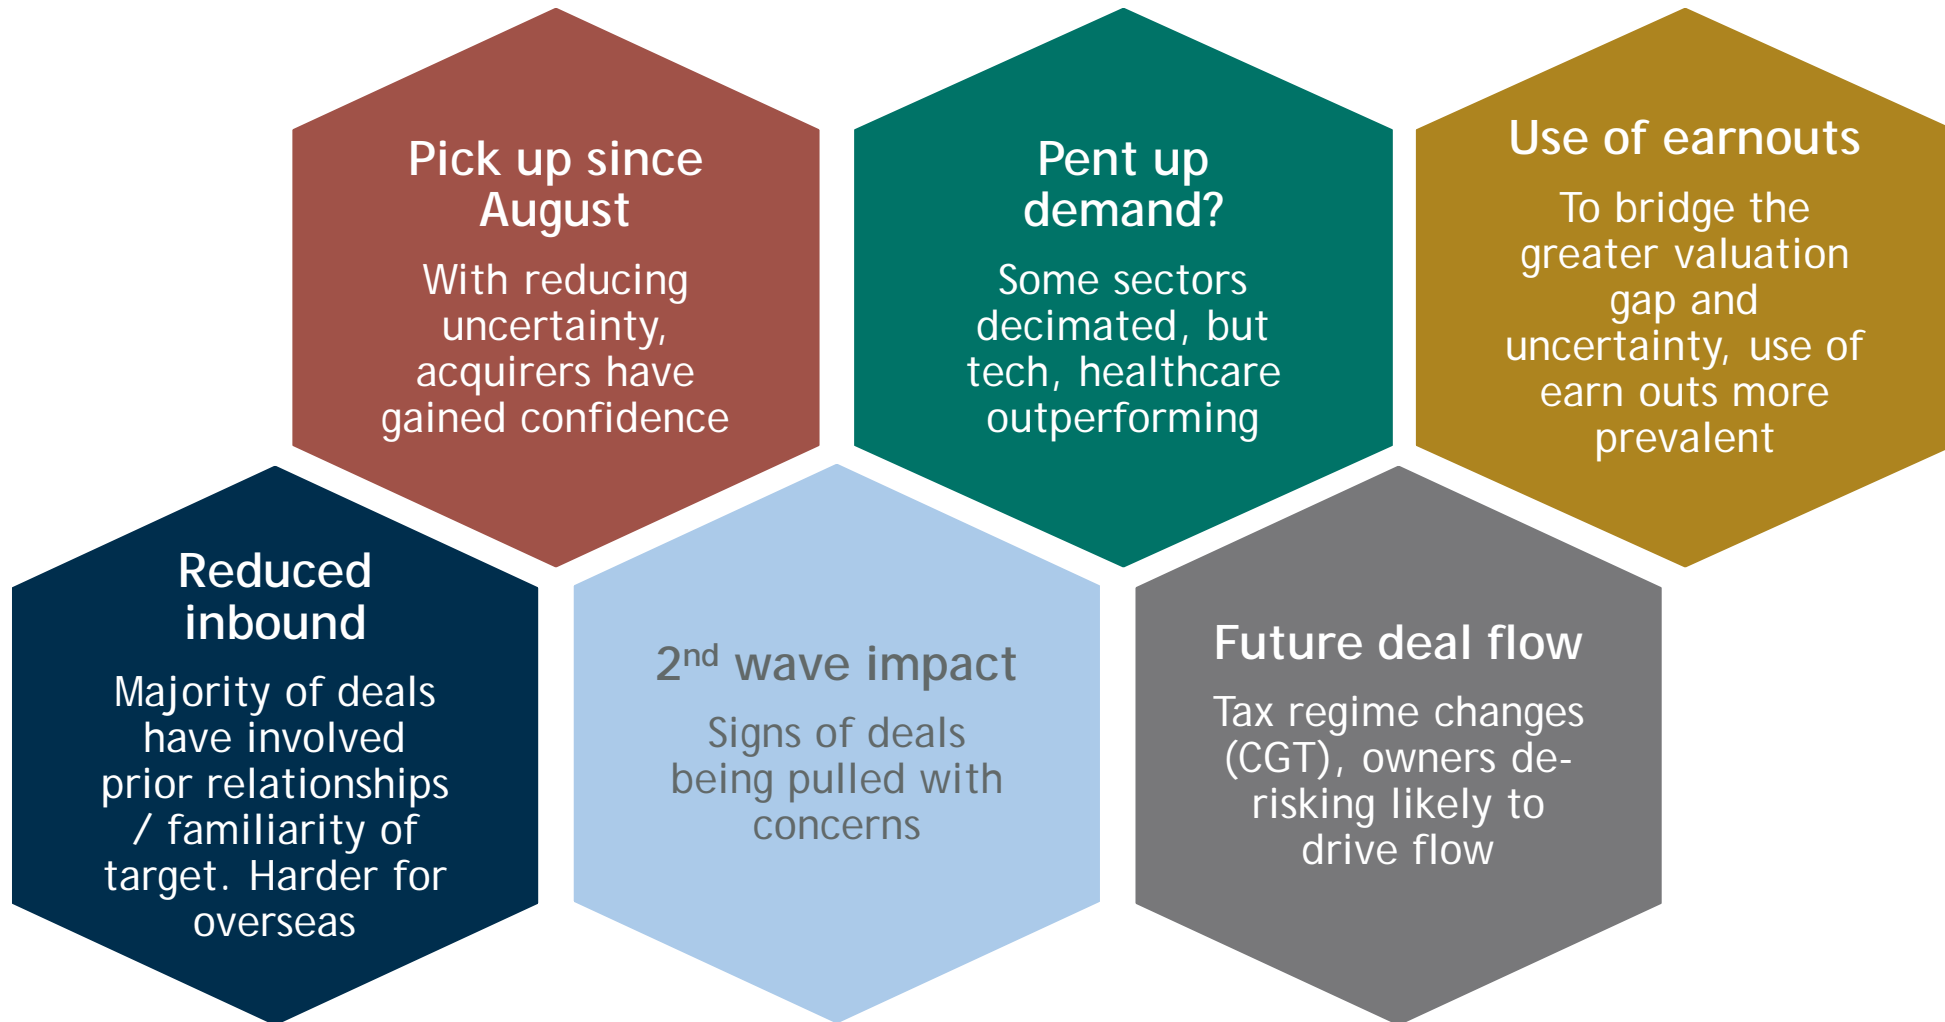 Pick up since
August
With reducing
uncertainty,
acquirers have
gained confidence
Pent up
demand?
Some sectors
decimated, but
tech, healthcare
outperforming
Use of earnouts
To bridge the
greater valuation
gap and
uncertainty, use of
earn outs more
prevalent
Reduced
inbound
Majority of deals
have involved
prior relationships
/ familiarity of
target. Harder for
overseas
2nd wave impact
Signs of deals
being pulled with
concerns
Future deal flow
Tax regime changes
(CGT), owners de-
risking likely to
drive flow